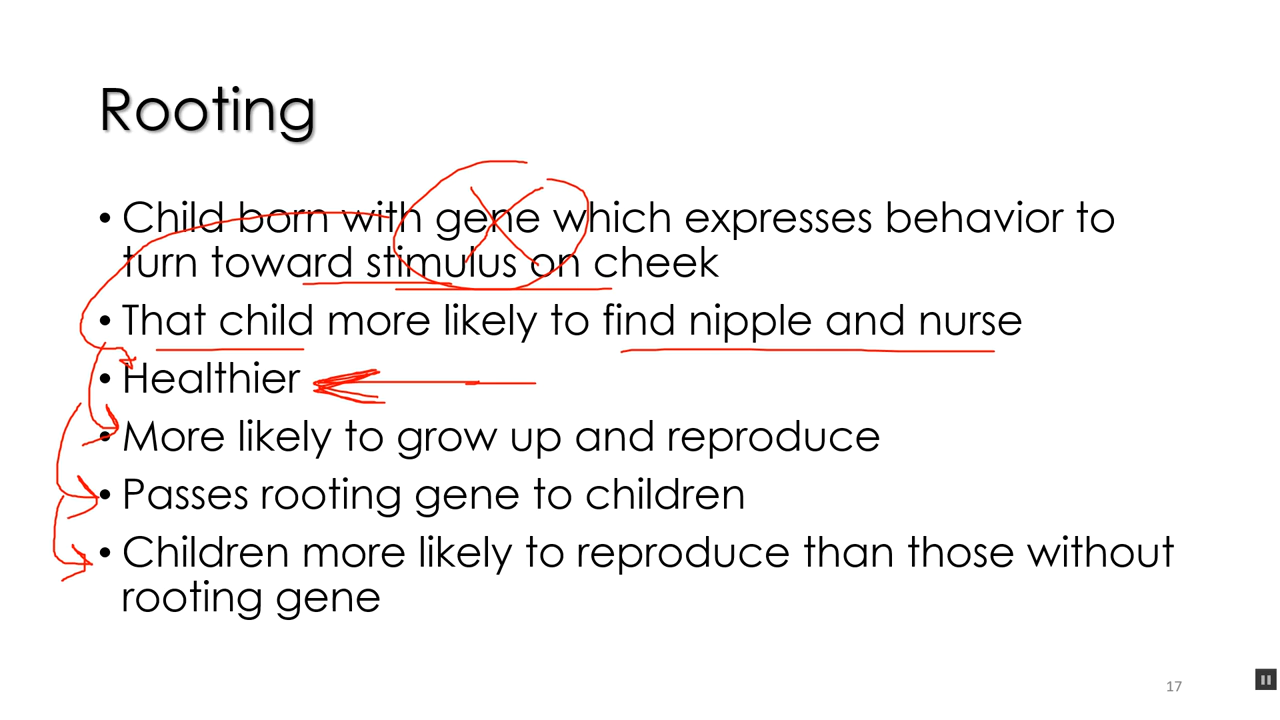 Rooting
• Child born with gene which expresses behavior to
turn toward stimulus on cheek
• That child more likely to find nipple and nurse
• Healthier
• More likely to grow up and reproduce
• Passes rooting gene to children
• Children more likely to reproduce than those without
rooting gene
17